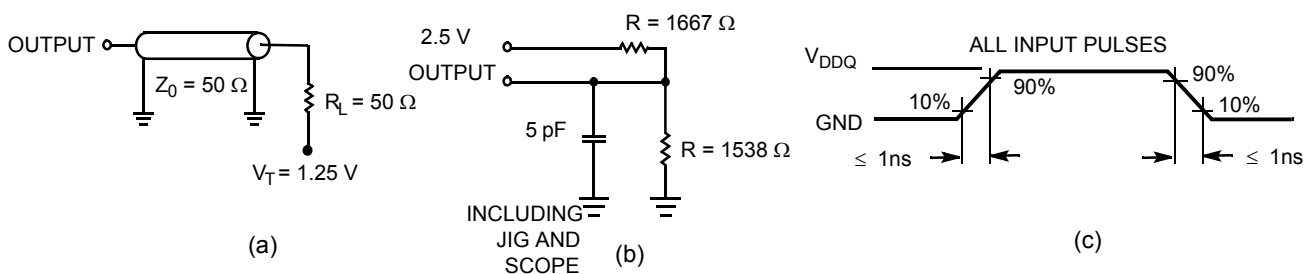 OUTPUT
Z0 = 50 Ω
RL = 50 Ω
VT = 1.25 V
(a)
R = 1667 Ω
2.5 V
OUTPUT
5 pF
R = 1538 Ω
INCLUDING
JIG AND
SCOPE
(b)
ALL INPUT PULSES
VDDQ
GND
10%
90%
90%
10%
≤ 1ns
≤ 1ns
(c)